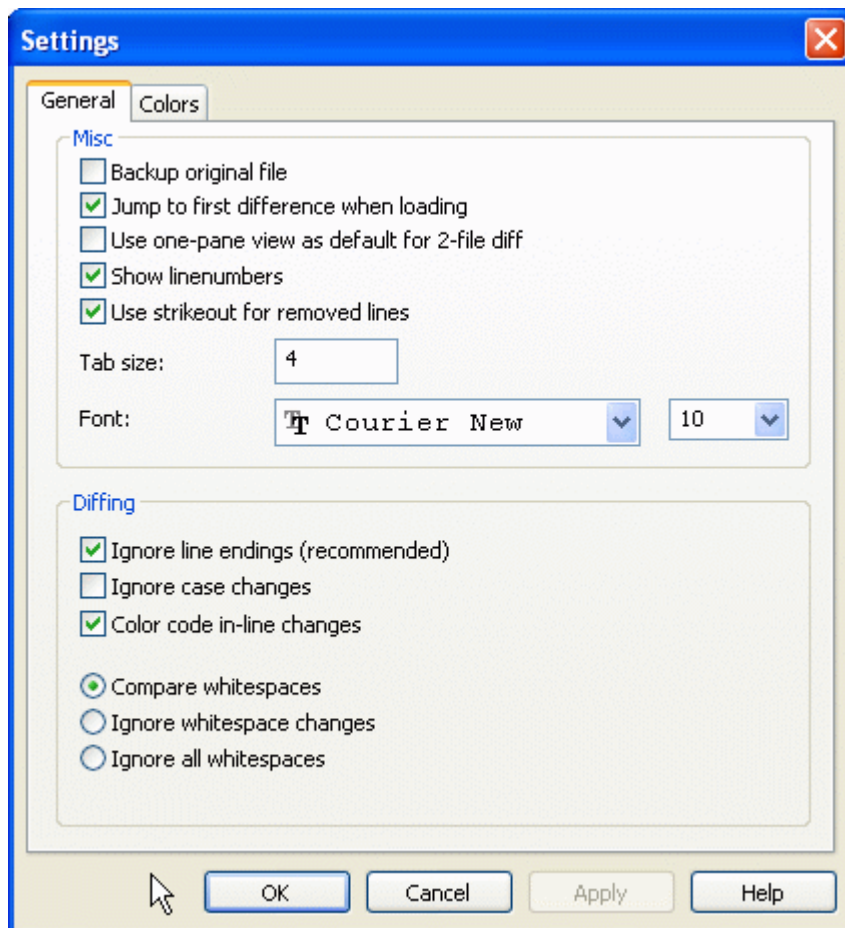 Settings
General Colors
Misc
Backup original file
Jump to first difference when loading
Use one-pane view as default for 2-file diff
Show linenumbers
Use strikeout for removed lines
Tab size: 4
Font: Courier New 10
Diffing
Ignore line endings (recommended)
Ignore case changes
Color code in-line changes
Compare whitespaces
Ignore whitespace changes
Ignore all whitespaces
OK Cancel Apply Help